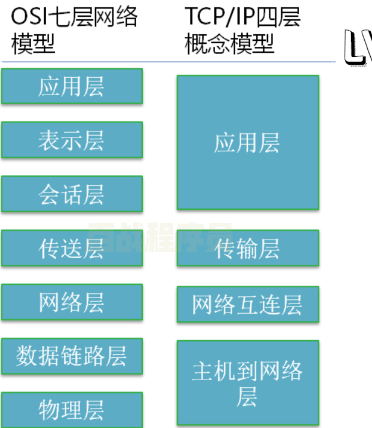 OSI七层网络
模型
TCP/IP四层
概念模型
应用层
表示层
会话层
传送层
网络层
数据链路层
物理层
应用层
传输层
网络互连层
主机到网络
层